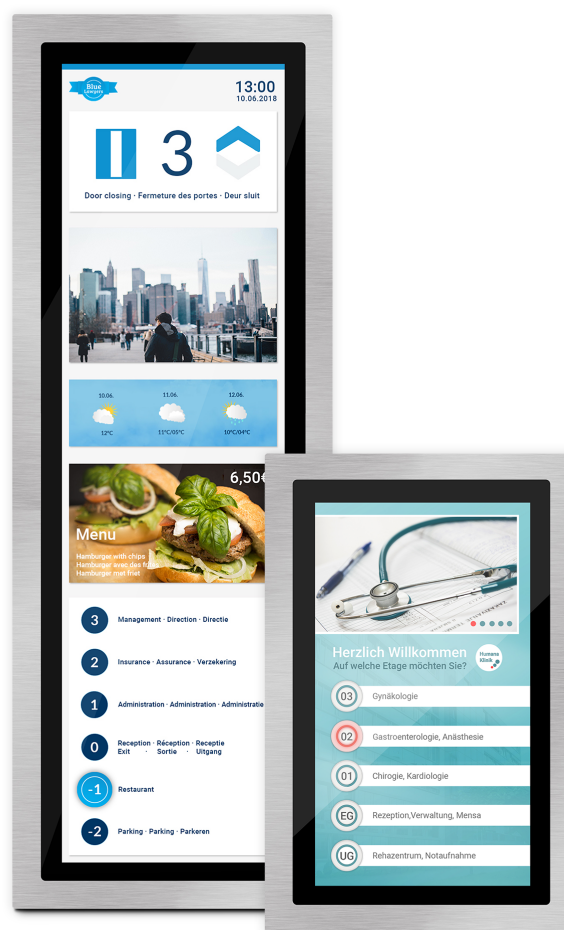 Blue
Lawyers
13:00
10.06.2018
3
Door closing · Fermeture des portes · Deur sluit
10.06.
11.06.
12.06.
12°C
11°C/05°C
10°C/04°C
6,50€
Menu
Hamburger with chips
Hamburger avec des frites
Hamburger met friet
3 Management · Direction · Directie
2 Insurance · Assurance · Verzekering
1 Administration · Administration · Administratie
0 Reception · Réception · Receptie
Exit · Sortie · Uitgang
-1 Restaurant
-2 Parking · Parking · Parkeren
Herzlich Willkommen
Auf welche Etage möchten Sie?
Humana
Klinik
03 Gynäkologie
02 Gastroenterologie, Anästhesie
01 Chirogie, Kardiologie
EG Rezeption,Verwaltung, Mensa
UG Rehazentrum, Notaufnahme